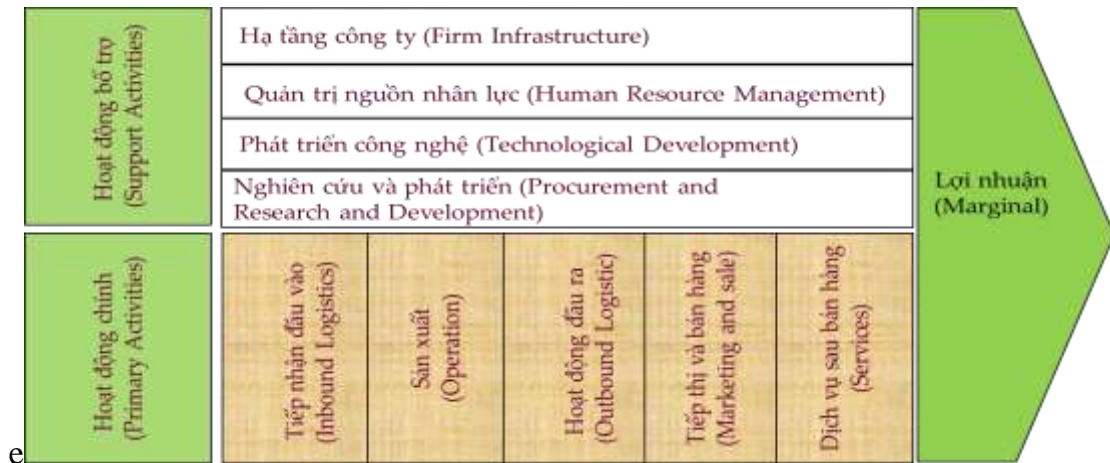 Hoạt động bổ trợ
(Support Activities)
Hạ tầng công ty (Firm Infrastructure)
Quản trị nguồn nhân lực (Human Resource Management)
Phát triển công nghệ (Technological Development)
Nghiên cứu và phát triển (Procurement and
Research and Development)
Lợi nhuận
(Marginal)
Hoạt động chính
(Primary Activities)
Tiếp nhận đầu vào
(Inbound Logistics)
Sản xuất
(Operation)
Hoạt động đầu ra
(Outbound Logistic)
Tiếp thị và bán hàng
(Marketing and sale)
Dịch vụ sau bán hàng
(Services)
e